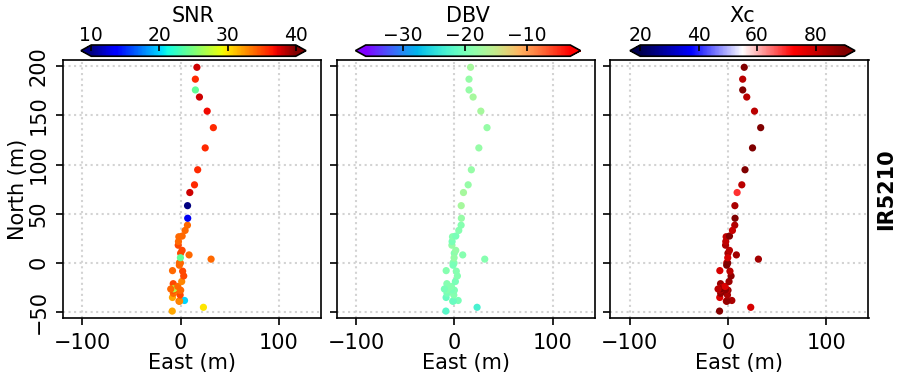 SNR DBV Xc
10 20 30 40 −30 −20 −10 20 40 60 80
200
150
100
50
0
−50
North (m)
IR5210
−100 0 100 −100 0 100 −100 0 100
East (m) East (m) East (m)